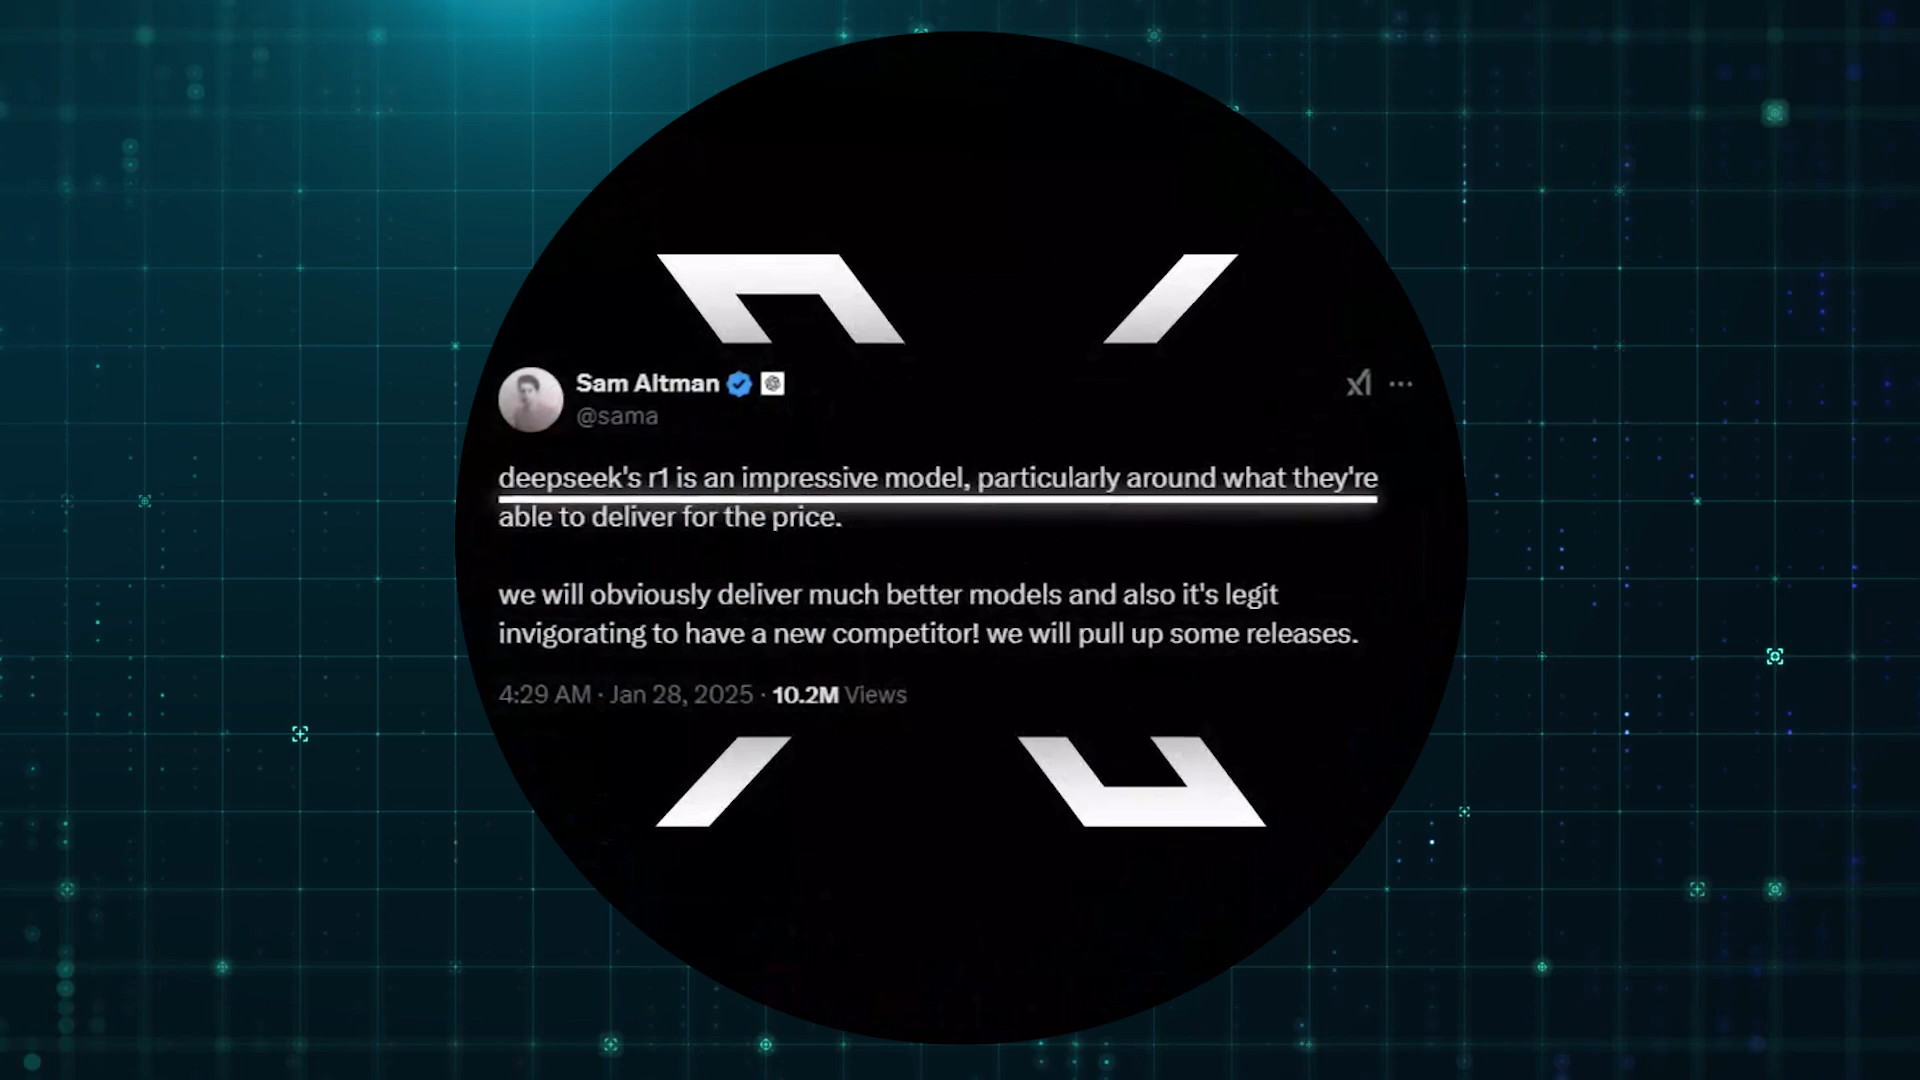 Sam Altman
@sama
deepseek's r1 is an impressive model, particularly around what they're
able to deliver for the price.
we will obviously deliver much better models and also it's legit
invigorating to have a new competitor! we will pull up some releases.
4:29 AM · Jan 28, 2025 · 10.2M Views